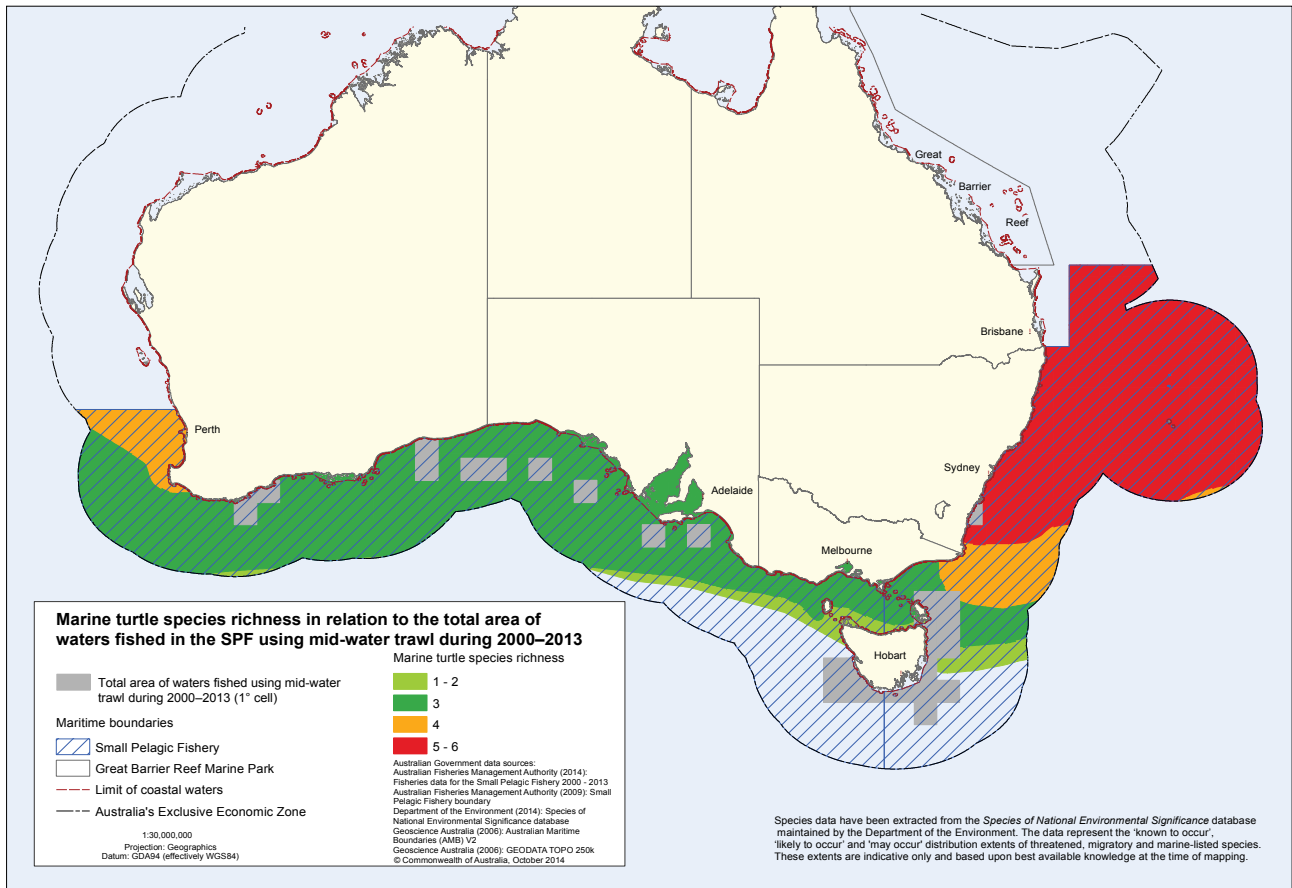 Great
Barrier
Reef
Brisbane
Perth
Sydney
Adelaide
Melbourne
Hobart
Marine turtle species richness in relation to the total area of
waters fished in the SPF using mid-water trawl during 2000–2013
Total area of waters fished using mid-water
trawl during 2000–2013 (1° cell)
Maritime boundaries
Small Pelagic Fishery
Great Barrier Reef Marine Park
Limit of coastal waters
Australia's Exclusive Economic Zone
1:30,000,000
Projection: Geographics
Datum: GDA94 (effectively WGS84)
Marine turtle species richness
1 - 2
3
4
5 - 6
Australian Government data sources:
Australian Fisheries Management Authority (2014):
Fisheries data for the Small Pelagic Fishery 2000 - 2013
Australian Fisheries Management Authority (2009): Small
Pelagic Fishery boundary
Department of the Environment (2014): Species of
National Environmental Significance database
Geoscience Australia (2006): Australian Maritime
Boundaries (AMB) V2
Geoscience Australia (2006): GEODATA TOPO 250k
© Commonwealth of Australia, October 2014
Species data have been extracted from the Species of National Environmental Significance database
maintained by the Department of the Environment. The data represent the 'known to occur',
'likely to occur' and 'may occur' distribution extents of threatened, migratory and marine-listed species.
These extents are indicative only and based upon best available knowledge at the time of mapping.